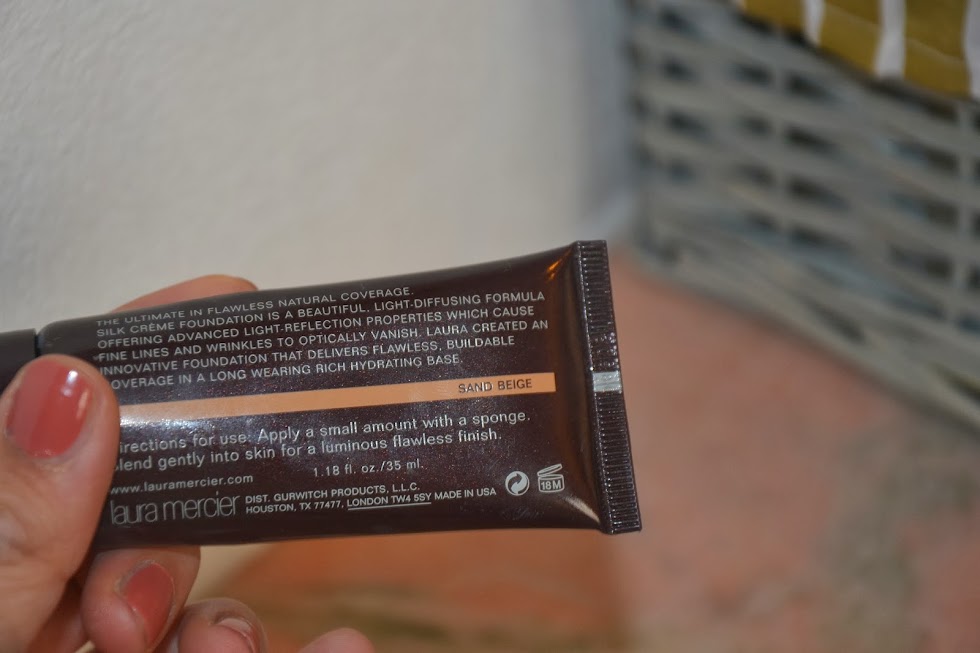 THE ULTIMATE IN FLAWLESS NATURAL COVERAGE.
SILK CRÈME FOUNDATION IS A BEAUTIFUL, LIGHT-DIFFUSING FORMULA
OFFERING ADVANCED LIGHT-REFLECTION PROPERTIES WHICH CAUSE
FINE LINES AND WRINKLES TO OPTICALLY VANISH. LAURA CREATED AN
INNOVATIVE FOUNDATION THAT DELIVERS FLAWLESS, BUILDABLE
OVERAGE IN A LONG WEARING RICH HYDRATING BASE.
SAND BEIGE
irections for use: Apply a small amount with a sponge.
lend gently into skin for a luminous flawless finish.
1.18 fl. oz./35 ml.
www.lauramercier.com
laura mercier
DIST. GURWITCH PRODUCTS, L.L.C.
HOUSTON, TX 77477, LONDON TW4 5SY MADE IN USA
18M